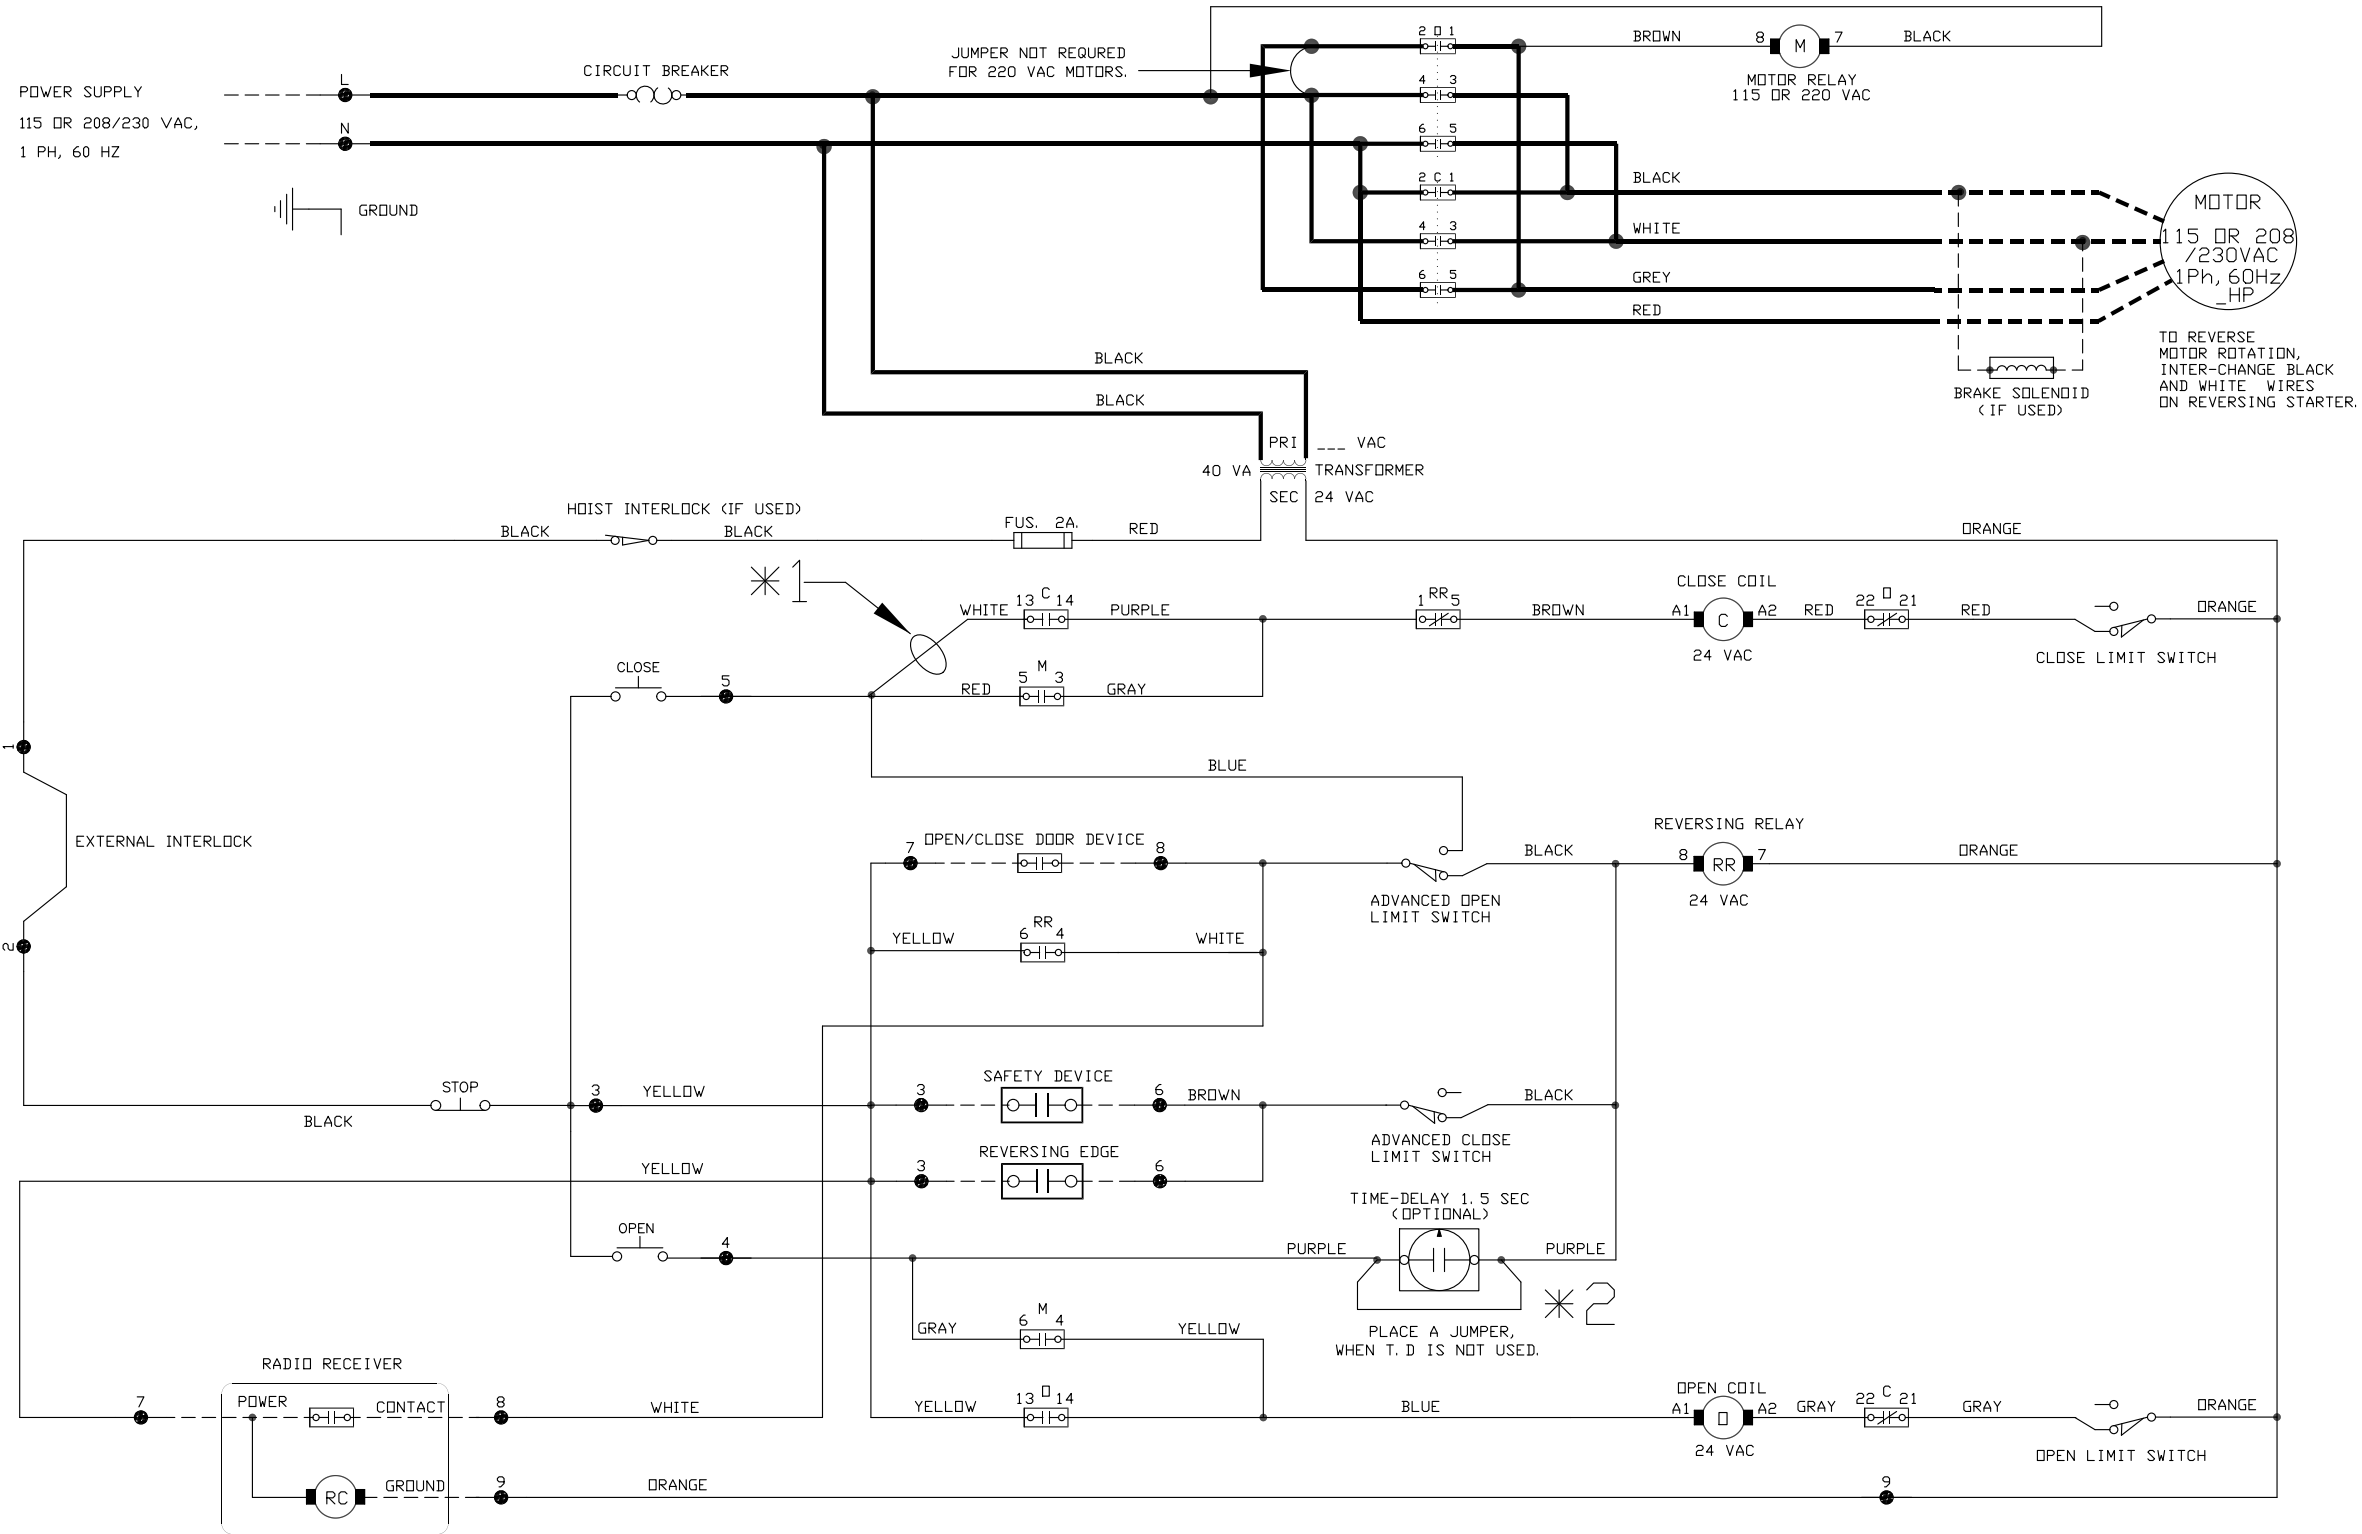 2 O 1
JUMPER NOT REQURED
FOR 220 VAC MOTORS.
BROWN
8 M 7
BLACK
MOTOR RELAY
115 OR 220 VAC
POWER SUPPLY
115 OR 208/230 VAC,
1 PH, 60 HZ
L
N
CIRCUIT BREAKER
GROUND
4 3
6 5
2 C 1
4 3
6 5
BLACK
WHITE
GREY
RED
MOTOR
115 OR 208
/230VAC
1Ph, 60Hz
_HP
TO REVERSE
MOTOR ROTATION,
INTER-CHANGE BLACK
AND WHITE WIRES
ON REVERSING STARTER.
BRAKE SOLENOID
(IF USED)
BLACK
BLACK
PRI ___ VAC
40 VA TRANSFORMER
SEC 24 VAC
HOIST INTERLOCK (IF USED)
BLACK
BLACK
FUS. 2A.
RED
ORANGE
*1
WHITE
13 C 14
PURPLE
1 RR 5
BROWN
CLOSE COIL
A1 C A2
24 VAC
RED
22 O 21
RED
ORANGE
CLOSE LIMIT SWITCH
CLOSE
5
RED
M
5 3
GRAY
BLUE
1
EXTERNAL INTERLOCK
2
7
OPEN/CLOSE DOOR DEVICE
8
ADVANCED OPEN
LIMIT SWITCH
BLACK
REVERSING RELAY
8 RR 7
24 VAC
ORANGE
YELLOW
RR
6 4
WHITE
BLACK
STOP
3
YELLOW
3
SAFETY DEVICE
6
BROWN
ADVANCED CLOSE
LIMIT SWITCH
BLACK
YELLOW
3
REVERSING EDGE
6
TIME-DELAY 1.5 SEC
(OPTIONAL)
OPEN
4
PURPLE
PURPLE
*2
PLACE A JUMPER,
WHEN T.D IS NOT USED.
GRAY
M
6 4
YELLOW
RADIO RECEIVER
7
POWER
CONTACT
8
WHITE
YELLOW
13 O 14
BLUE
OPEN COIL
A1 O A2
24 VAC
GRAY
22 C 21
GRAY
ORANGE
OPEN LIMIT SWITCH
RC
GROUND
9
ORANGE
9